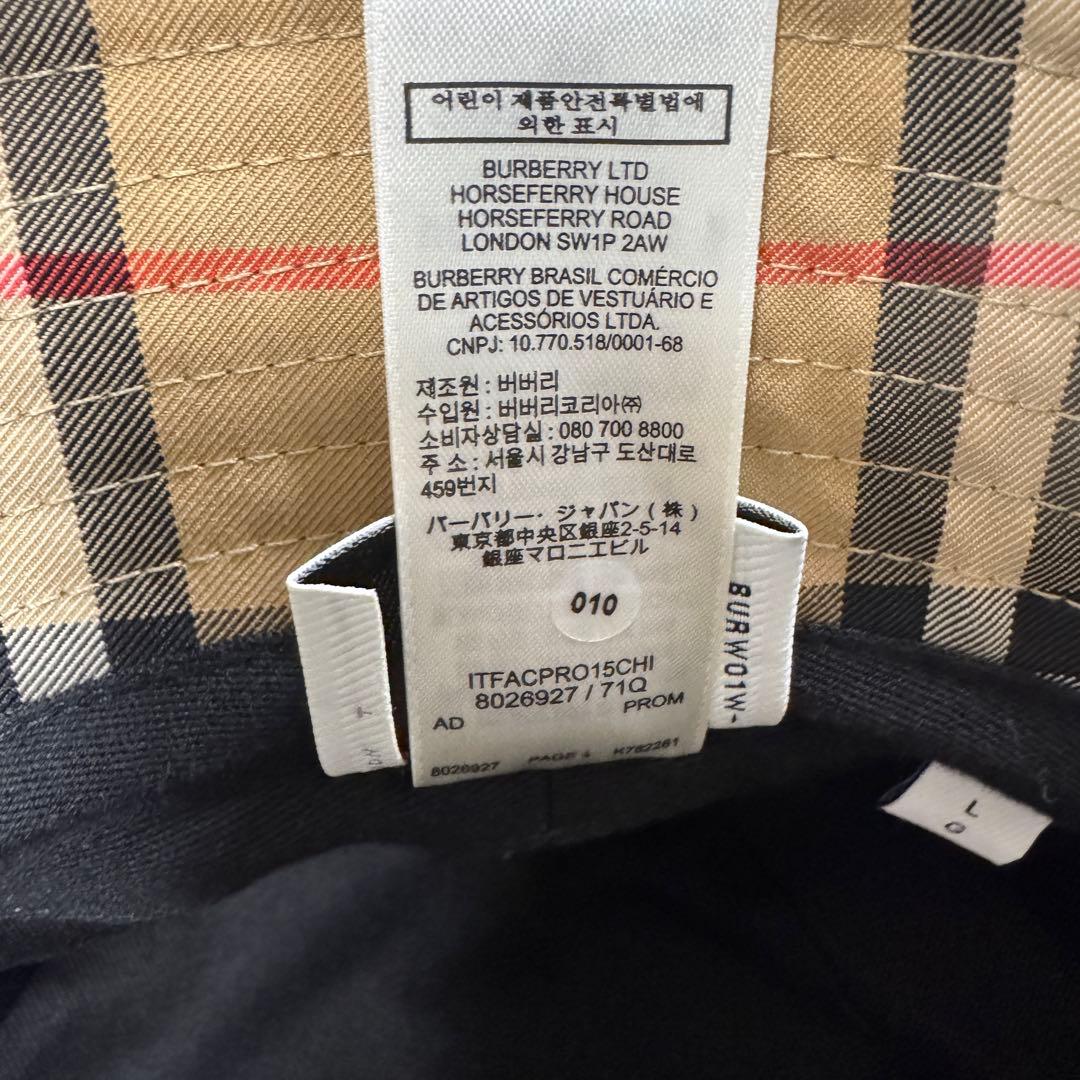 어린이 제품안전특별법에
의한 표시
BURBERRY LTD
HORSEFERRY HOUSE
HORSEFERRY ROAD
LONDON SW1P 2AW
BURBERRY BRASIL COMÉRCIO
DE ARTIGOS DE VESTUÁRIO E
ACESSÓRIOS LTDA.
CNPJ: 10.770.518/0001-68
제조원 : 버버리
수입원 : 버버리코리아㈜
소비자상담실 : 080 700 8800
주 소 : 서울시 강남구 도산대로
459번지
バーバリー・ジャパン(株)
東京都中央区銀座2-5-14
銀座マロニエビル
010
ITFACPRO15CHI
8026927 / 71Q
AD PROM
8026927 PAGE 4 K782261
BURW01W-
L
G